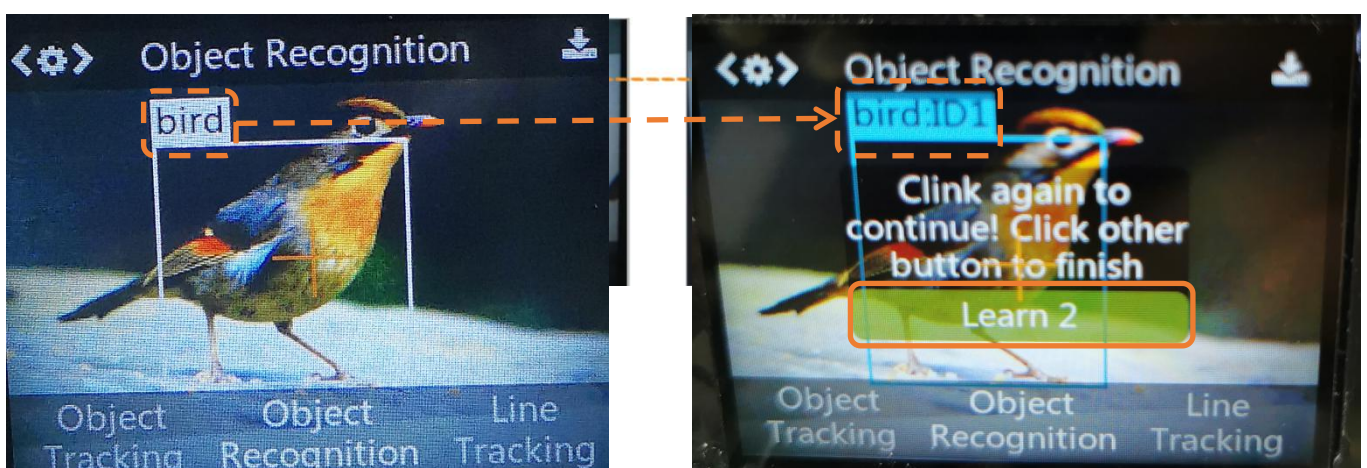 Object Recognition
bird
Object
Tracking
Object
Recognition
Line
Tracking
Object Recognition
bird:ID1
Clink again to
continue! Click other
button to finish
Learn 2
Object
Tracking
Object
Recognition
Line
Tracking